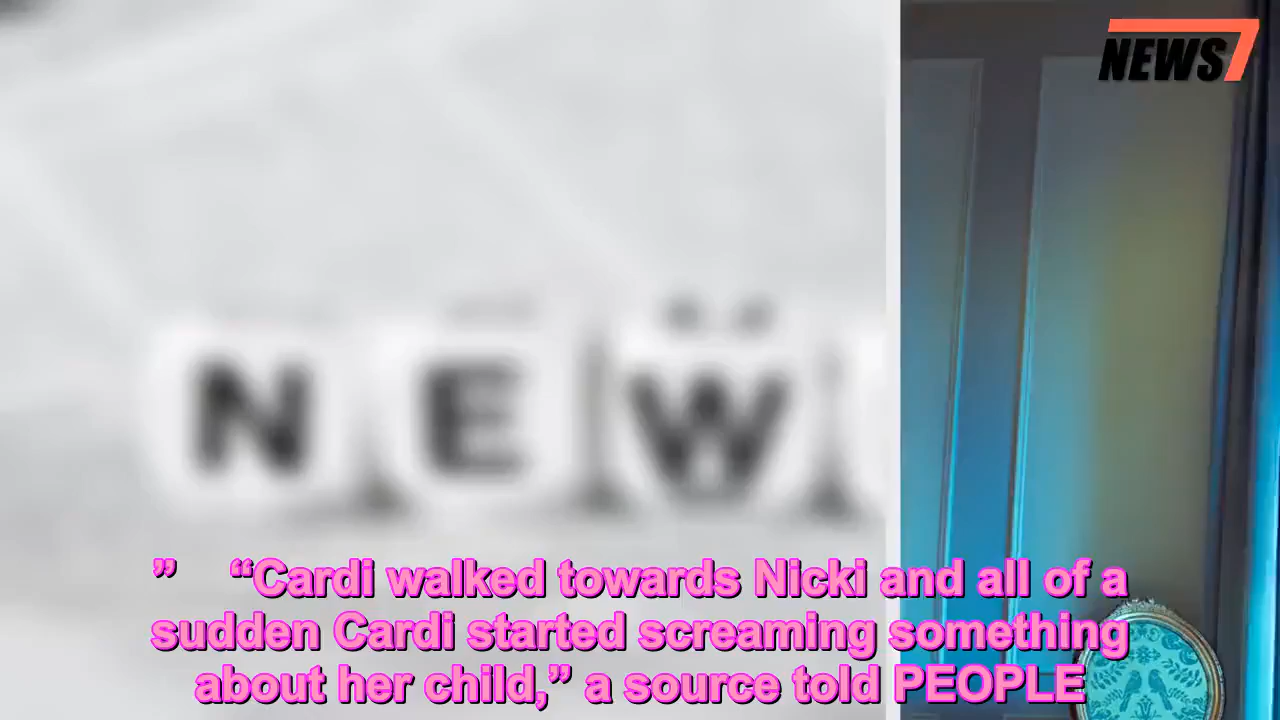 NEWS7
NEW
” “Cardi walked towards Nicki and all of a
sudden Cardi started screaming something
about her child,” a source told PEOPLE